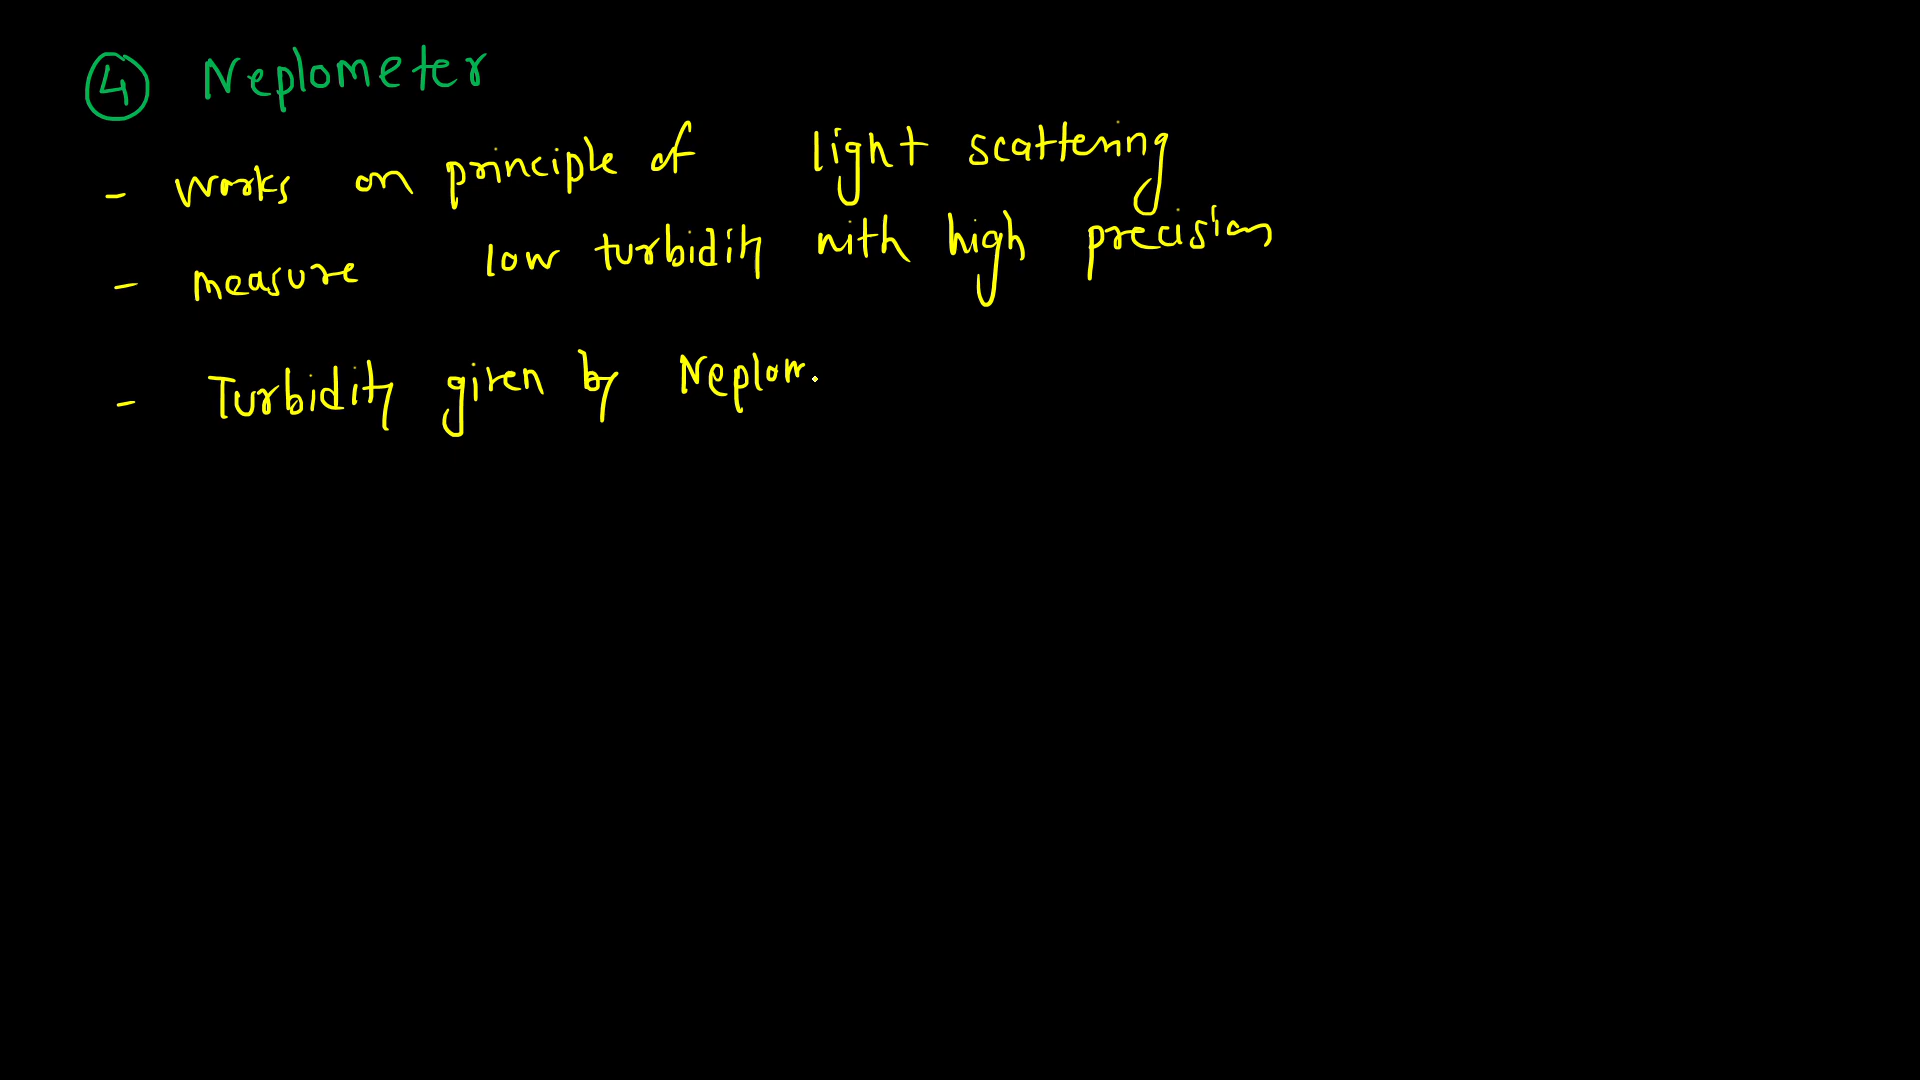 ④ Neplometer
- works on principle of light scattering
- measure low turbidity with high precision
- Turbidity given by Neplom.